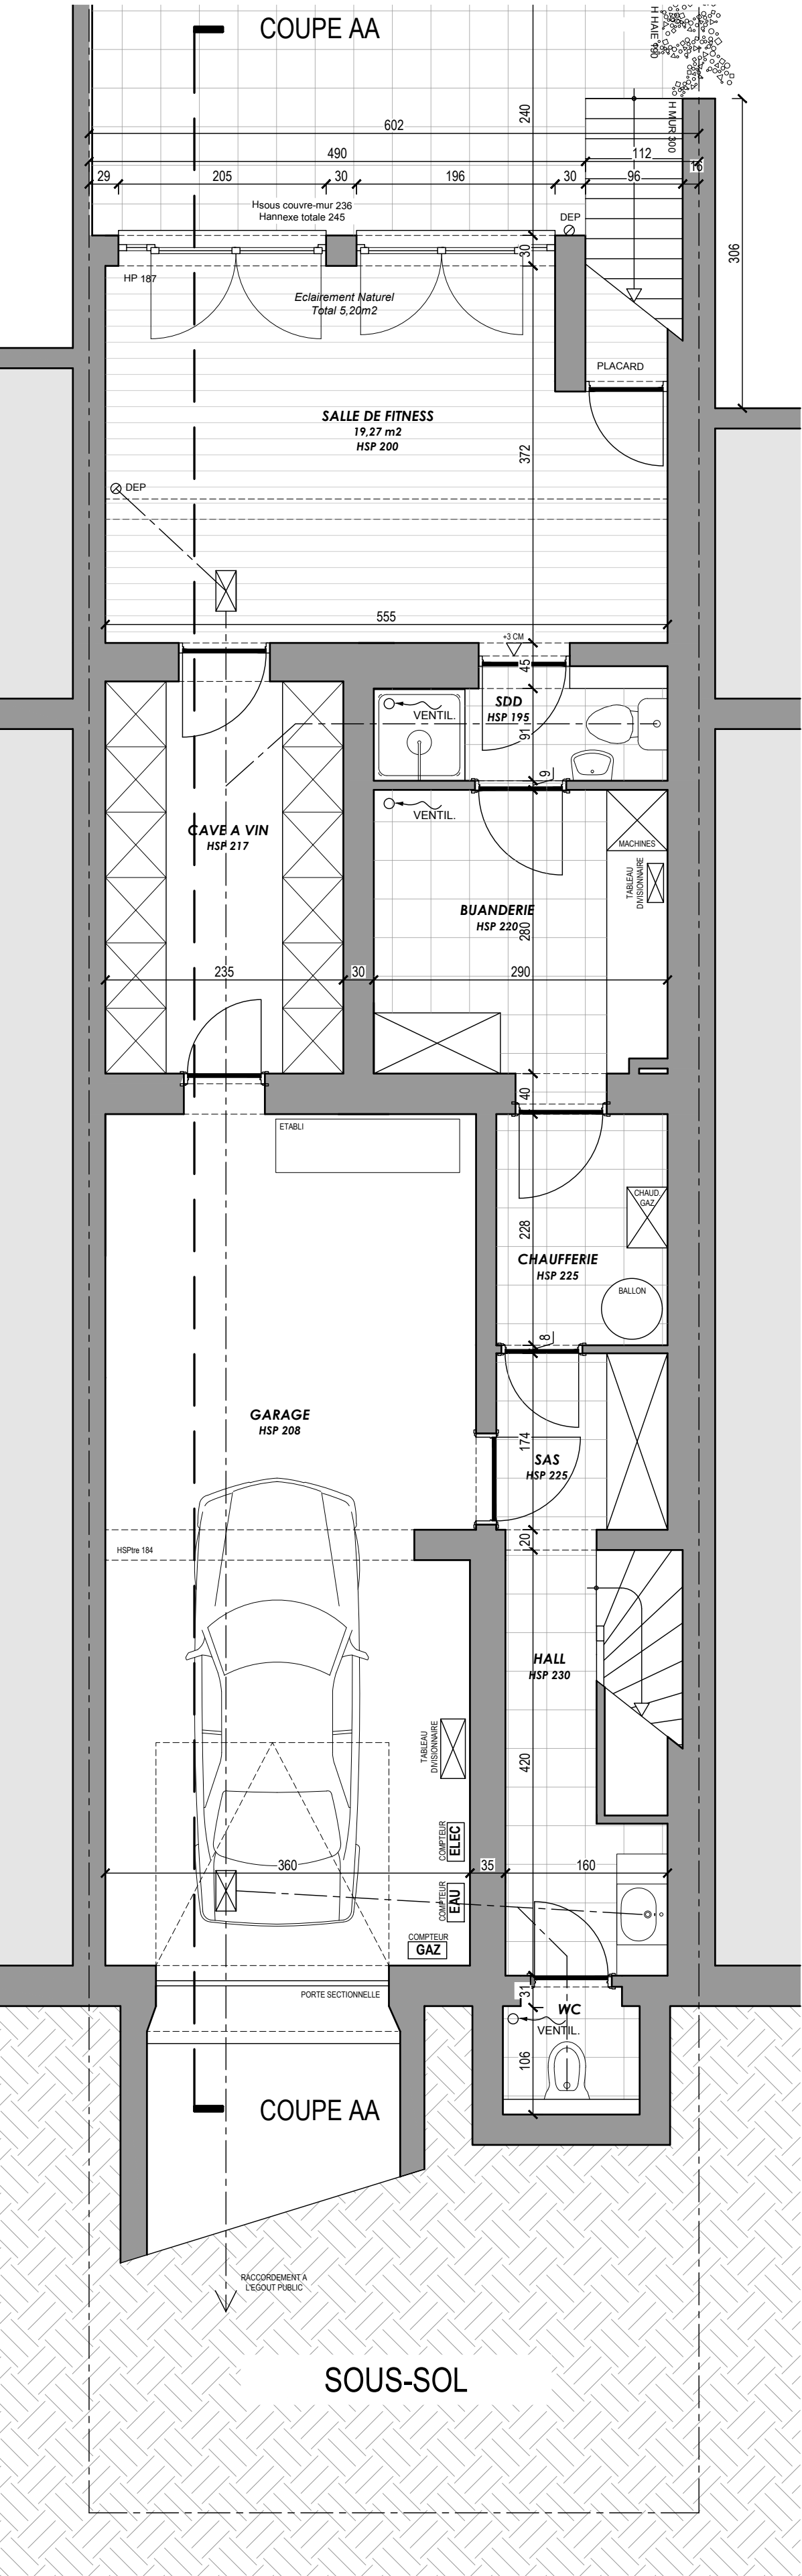 COUPE AA
H HAIE 190
240
H MUR 300
602
490
112
16
29
205
30
196
30
96
Hsous couvre-mur 236
Hannexe totale 245
DEP
30
306
HP 187
Eclairement Naturel
Total 5,20m2
PLACARD
SALLE DE FITNESS
19,27 m2
HSP 200
372
DEP
555
+3 CM
45
SDD
HSP 195
VENTIL.
91
9
VENTIL.
CAVE A VIN
HSP 217
MACHINES
TABLEAU
DIVISIONNAIRE
BUANDERIE
HSP 220
280
235
30
290
40
ETABLI
CHAUD.
GAZ
228
CHAUFFERIE
HSP 225
BALLON
8
GARAGE
HSP 208
174
SAS
HSP 225
20
HSPtre 184
HALL
HSP 230
TABLEAU
DIVISIONNAIRE
420
COMPTEUR
ELEC
360
35
160
COMPTEUR
EAU
COMPTEUR
GAZ
PORTE SECTIONNELLE
31
WC
VENTIL.
106
COUPE AA
RACCORDEMENT A
L'EGOUT PUBLIC
SOUS-SOL